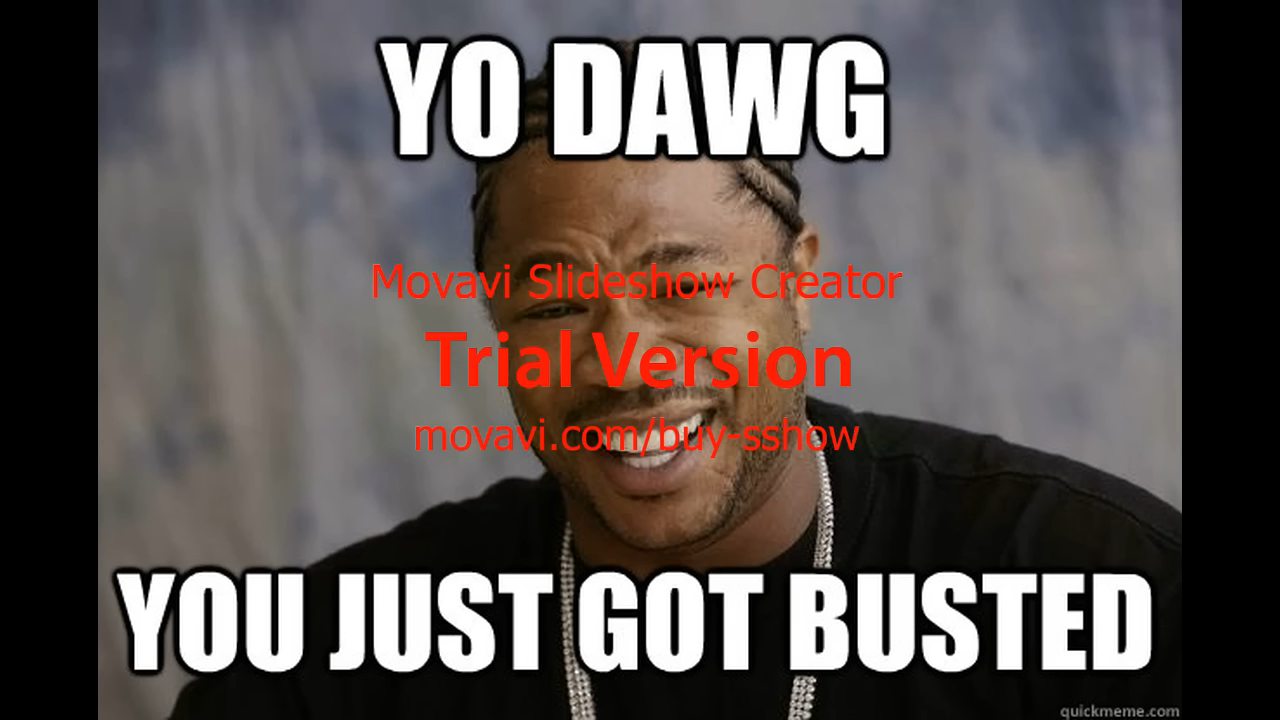 YO DAWG
Movavi Slideshow Creator
Trial Version
movavi.com/buy-sshow
YOU JUST GOT BUSTED
quickmeme.com